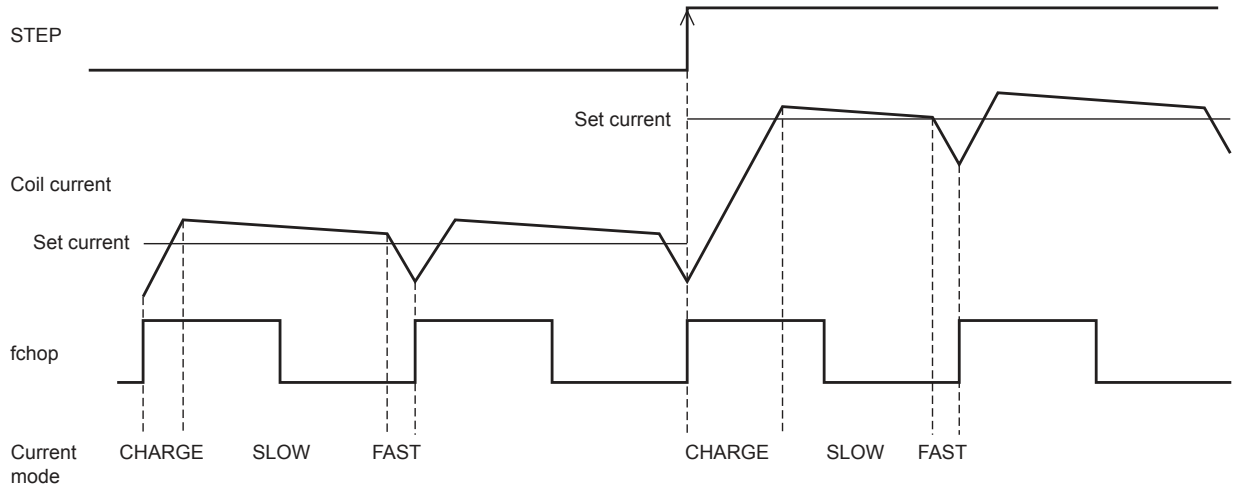 STEP
Set current
Coil current
Set current
fchop
Current mode
CHARGE SLOW FAST CHARGE SLOW FAST